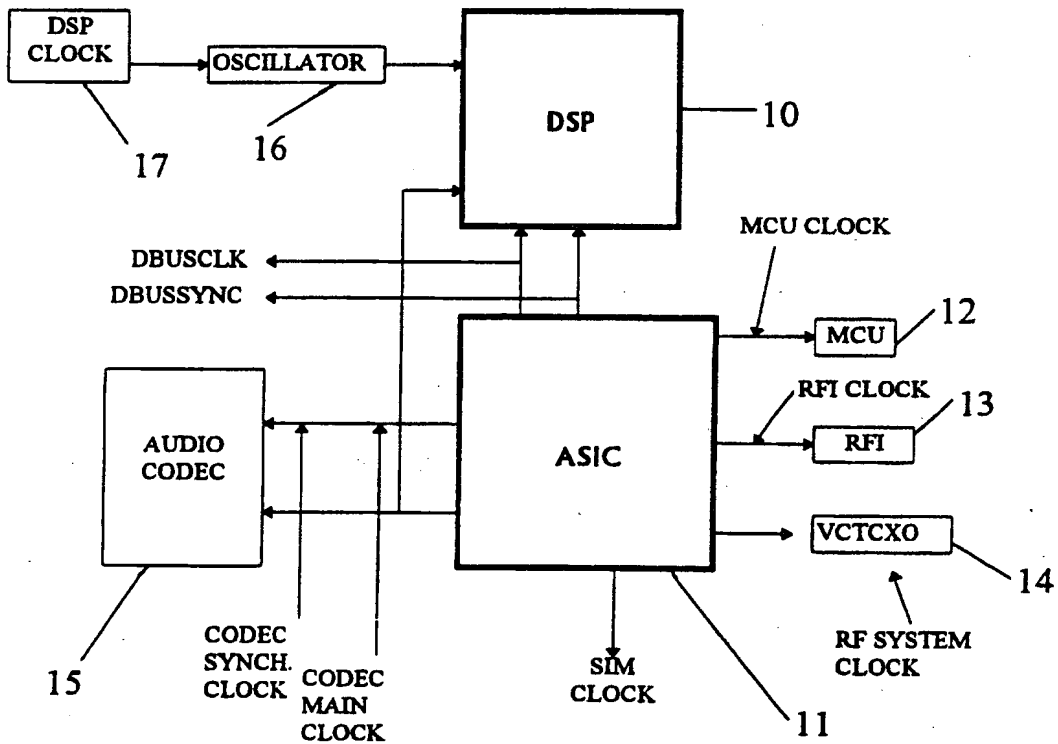 DSP
CLOCK
OSCILLATOR
17
16
DSP
10
MCU CLOCK
DBUSCLK
DBUSSYNC
MCU
12
RFI CLOCK
13
RFI
AUDIO
CODEC
ASIC
VCTCXO
14
15
CODEC
SYNCH.
CLOCK
CODEC
MAIN
CLOCK
SIM
CLOCK
11
RF SYSTEM
CLOCK